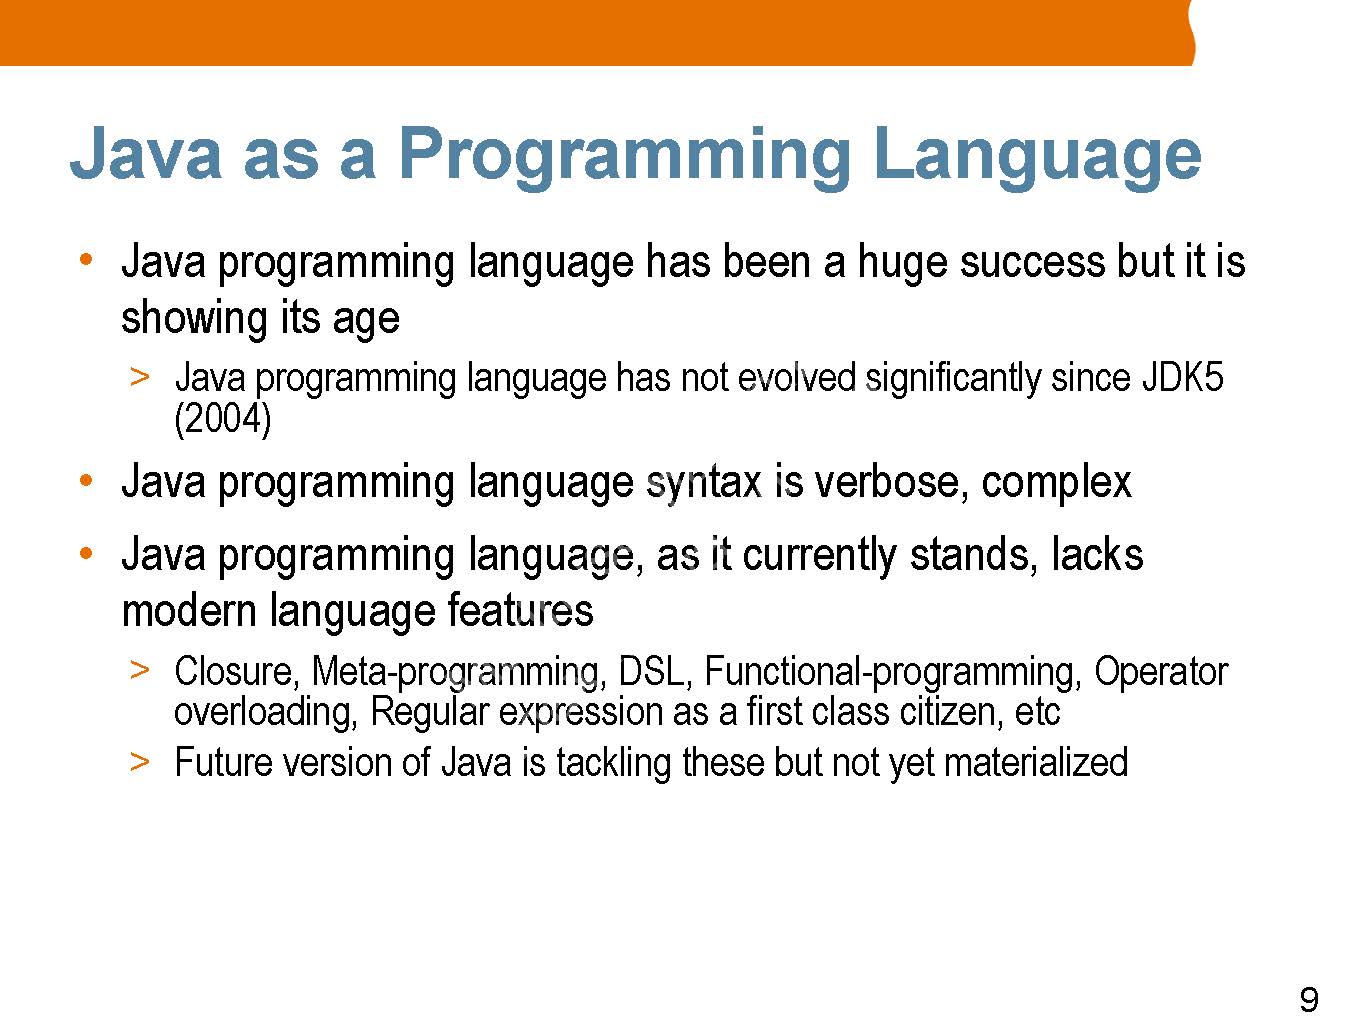 Java as a Programming Language
• Java programming language has been a huge success but it is
showing its age
> Java programming language has not evolved significantly since JDK5
(2004)
• Java programming language syntax is verbose, complex
• Java programming language, as it currently stands, lacks
modern language features
> Closure, Meta-programming, DSL, Functional-programming, Operator
overloading, Regular expression as a first class citizen, etc
> Future version of Java is tackling these but not yet materialized
9